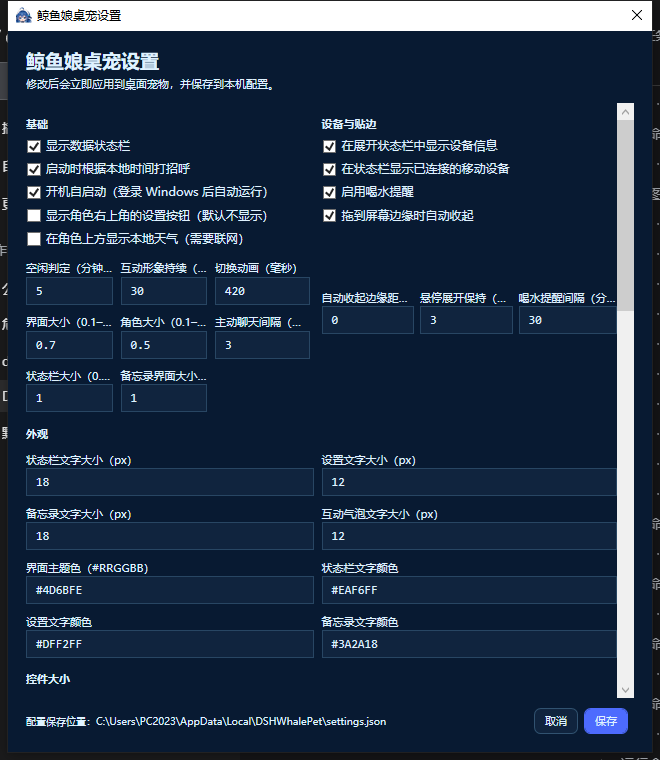 鲸鱼娘桌宠设置
鲸鱼娘桌宠设置
修改后会立即应用到桌面宠物，并保存到本机配置。
基础
显示数据状态栏
启动时根据本地时间打招呼
开机自启动（登录 Windows 后自动运行）
显示角色右上角的设置按钮（默认不显示）
在角色上方显示本地天气（需要联网）
空闲判定（分钟... 互动形象持续（... 切换动画（毫秒）
5 30 420
界面大小（0.1–... 角色大小（0.1–... 主动聊天间隔（...
0.7 0.5 3
状态栏大小（0.... 备忘录界面大小...
1 1
设备与贴边
在展开状态栏中显示设备信息
在状态栏显示已连接的移动设备
启用喝水提醒
拖到屏幕边缘时自动收起
自动收起边缘距... 悬停展开保持（... 喝水提醒间隔（分...
0 3 30
外观
状态栏文字大小（px） 设置文字大小（px）
18 12
备忘录文字大小（px） 互动气泡文字大小（px）
18 12
界面主题色（#RRGGBB） 状态栏文字颜色
#4D6BFE #EAF6FF
设置文字颜色 备忘录文字颜色
#DFF2FF #3A2A18
控件大小
配置保存位置：C:\Users\PC2023\AppData\Local\DSHWhalePet\settings.json
取消 保存